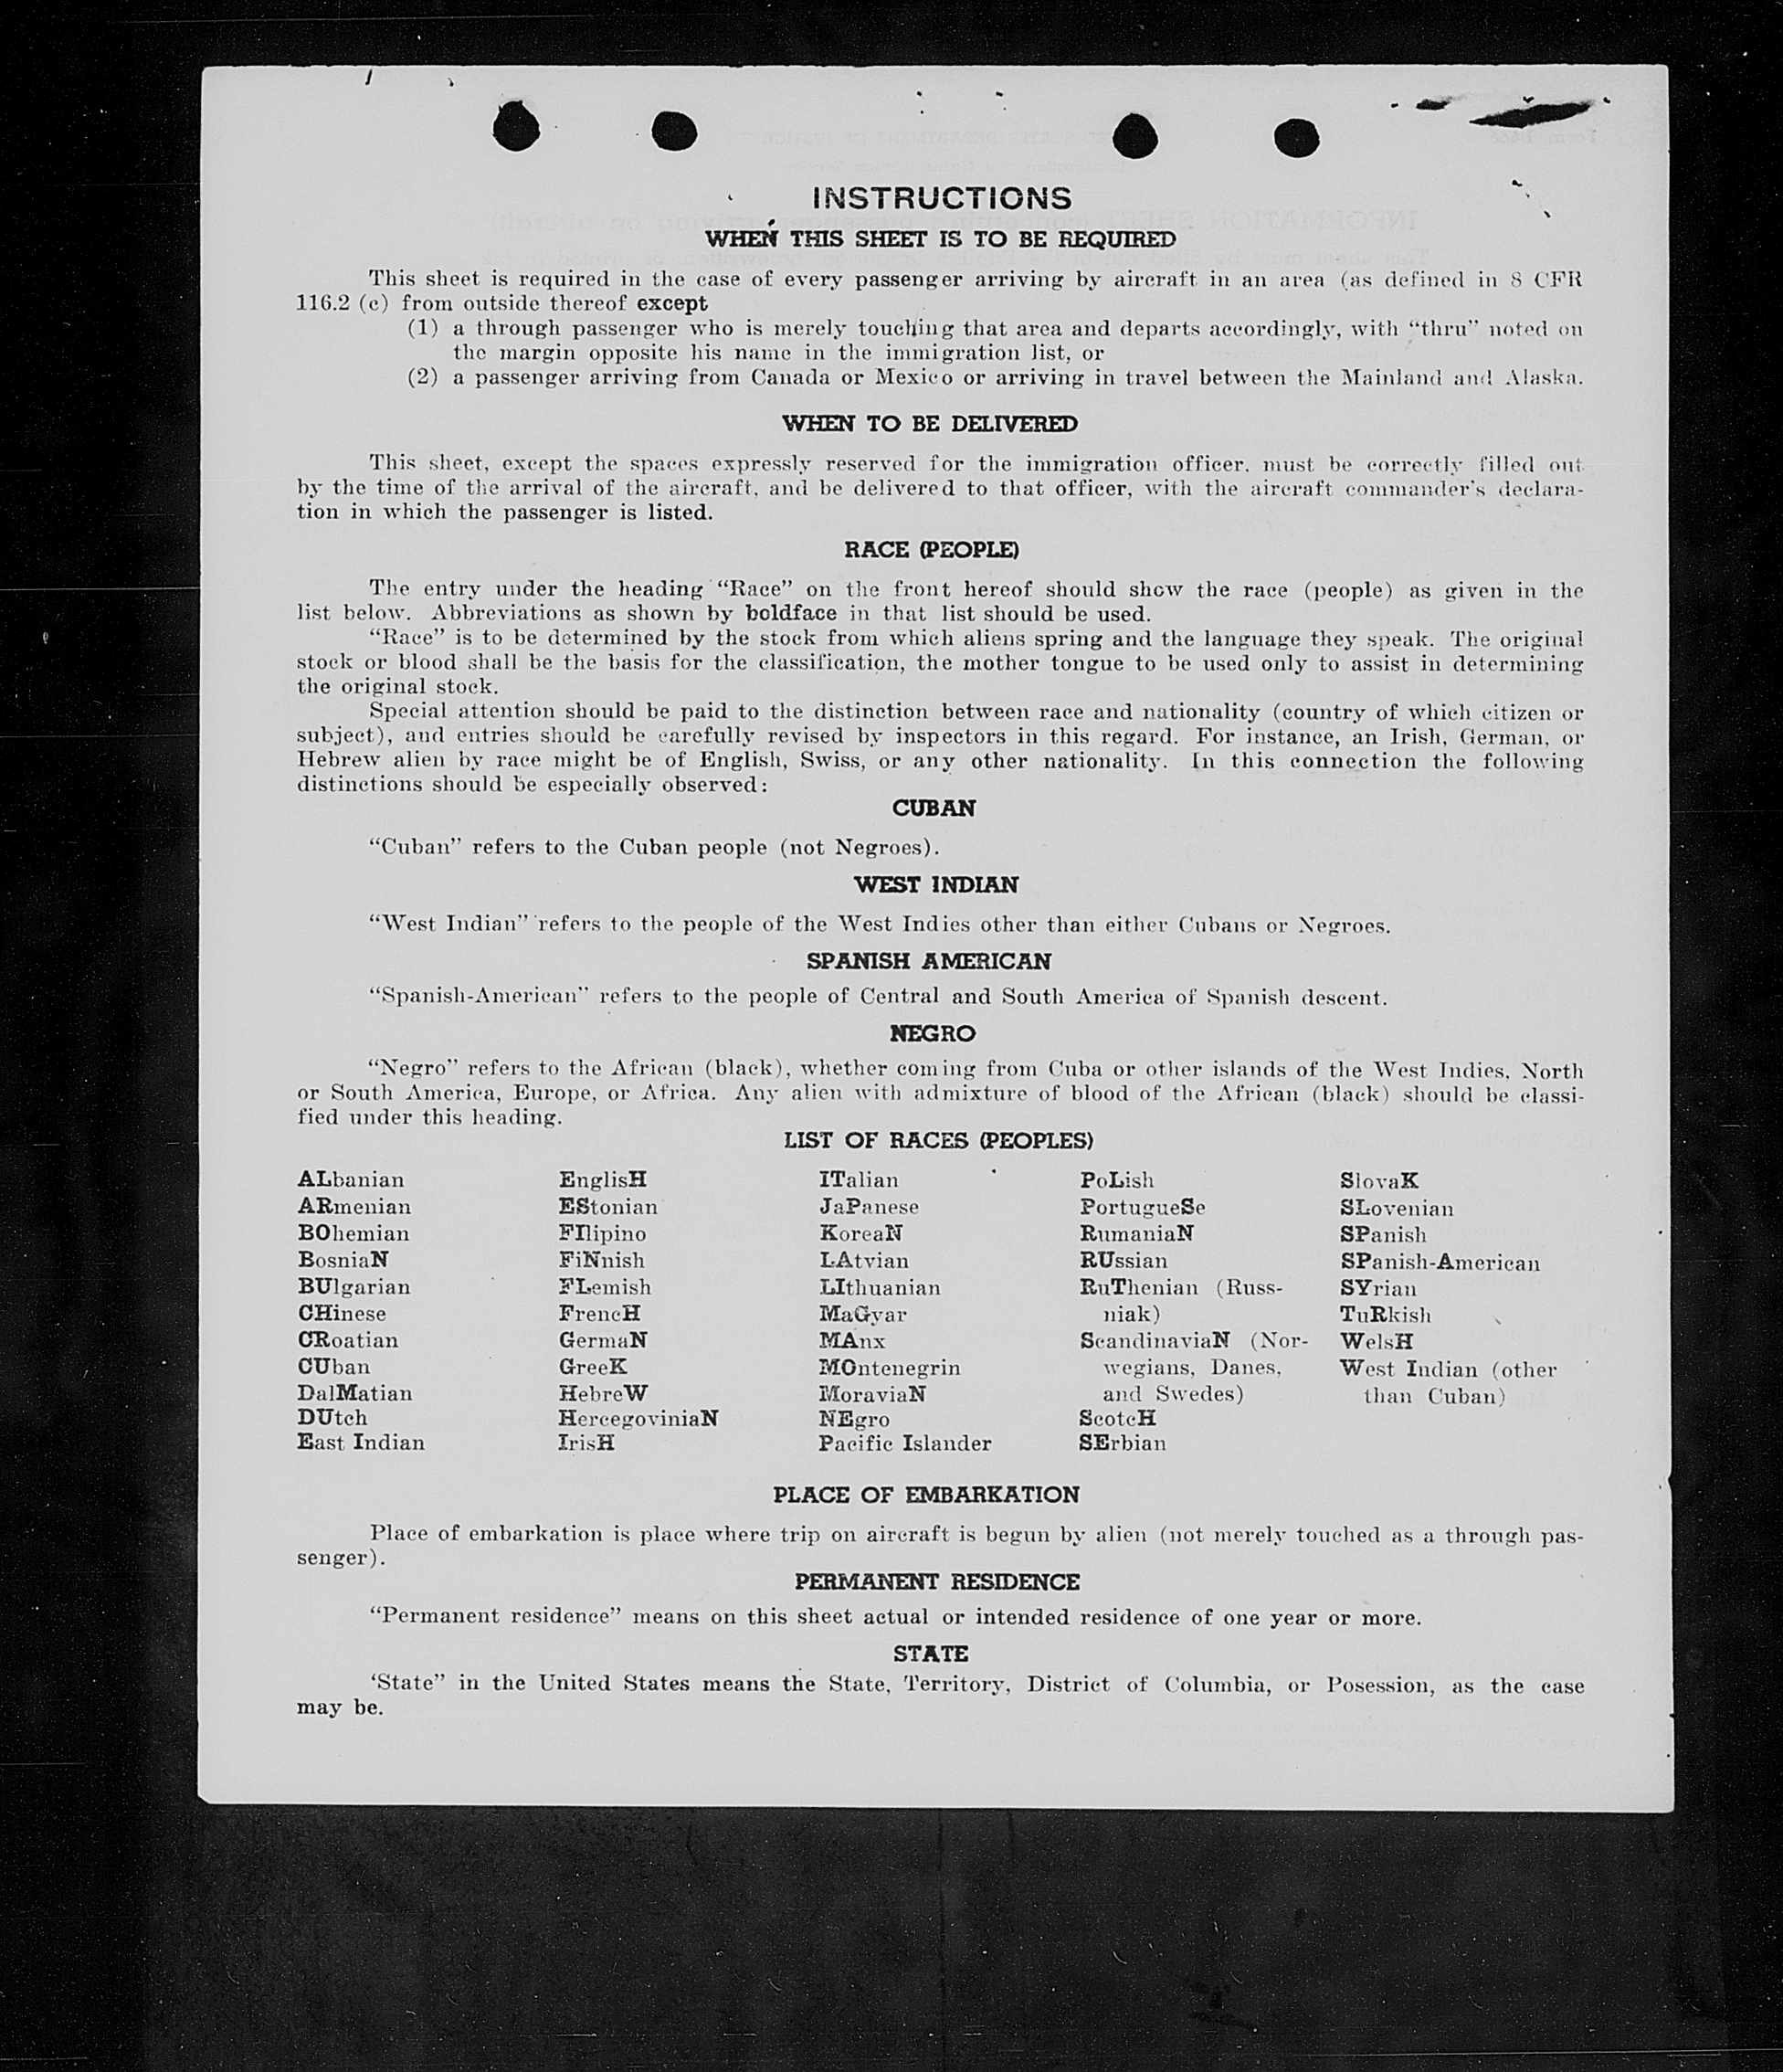 INSTRUCTIONS
WHEN THIS SHEET IS TO BE REQUIRED
This sheet is required in the case of every passenger arriving by aircraft in an area (as defined in 8 CFR
116.2 (c) from outside thereof except
(1) a through passenger who is merely touching that area and departs accordingly, with “thru” noted on
the margin opposite his name in the immigration list, or
(2) a passenger arriving from Canada or Mexico or arriving in travel between the Mainland and Alaska.
WHEN TO BE DELIVERED
This sheet, except the spaces expressly reserved for the immigration officer, must be correctly filled out
by the time of the arrival of the aircraft, and be delivered to that officer, with the aircraft commander's declara-
tion in which the passenger is listed.
RACE (PEOPLE)
The entry under the heading “Race” on the front hereof should show the race (people) as given in the
list below. Abbreviations as shown by boldface in that list should be used.
“Race” is to be determined by the stock from which aliens spring and the language they speak. The original
stock or blood shall be the basis for the classification, the mother tongue to be used only to assist in determining
the original stock.
Special attention should be paid to the distinction between race and nationality (country of which citizen or
subject), and entries should be carefully revised by inspectors in this regard. For instance, an Irish, German, or
Hebrew alien by race might be of English, Swiss, or any other nationality. In this connection the following
distinctions should be especially observed:
CUBAN
“Cuban” refers to the Cuban people (not Negroes).
WEST INDIAN
“West Indian” refers to the people of the West Indies other than either Cubans or Negroes.
SPANISH AMERICAN
“Spanish-American” refers to the people of Central and South America of Spanish descent.
NEGRO
“Negro” refers to the African (black), whether coming from Cuba or other islands of the West Indies, North
or South America, Europe, or Africa. Any alien with admixture of blood of the African (black) should be classi-
fied under this heading.
LIST OF RACES (PEOPLES)
ALbanian
ARmenian
BOhemian
BosniaN
BUlgarian
CHinese
CRoatian
CUban
DalMatian
DUtch
East Indian
EnglisH
EStonian
FIlipino
FiNnish
FLemish
FrencH
GermaN
GreeK
HebreW
HercegoviniaN
IrisH
ITalian
JaPanese
KoreaN
LAtvian
LIthuanian
MaGyar
MAnx
MOntenegrin
MoraviaN
NEgro
Pacific Islander
PoLish
PortugueSe
RumaniaN
RUssian
RuThenian (Russ-
niak)
ScandinaviaN (Nor-
wegians, Danes,
and Swedes)
ScotcH
SErbian
SlovaK
SLovenian
SPanish
SPanish-American
SYrian
TuRkish
WelsH
West Indian (other
than Cuban)
PLACE OF EMBARKATION
Place of embarkation is place where trip on aircraft is begun by alien (not merely touched as a through pas-
senger).
PERMANENT RESIDENCE
“Permanent residence” means on this sheet actual or intended residence of one year or more.
STATE
‘State” in the United States means the State, Territory, District of Columbia, or Posession, as the case
may be.